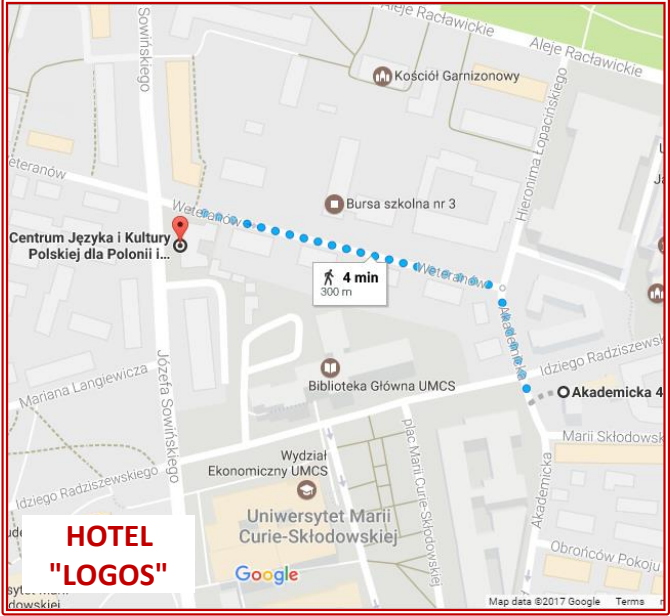 Aleje Racławickie
Aleje Racławickie
Sowińskiego
Kościół Garnizonowy
Hieronima Łopacińskiego
eteranów
Weteranów
Bursa szkolna nr 3
Centrum Języka i Kultury
Polskiej dla Polonii i...
4 min
300 m
Weteranów
Akademicka
Idziego Radziszewsk
Józefa Sowińskiego
Mariana Langiewicza
Biblioteka Główna UMCS
Akademicka 4
plac Marii Curie-Skłodowskiej
Marii Skłodowsk
Wydział
Ekonomiczny UMCS
Idziego Radziszewskiego
Akademicka
Uniwersytet Marii
Curie-Skłodowskiej
Obrońców Pokoju
HOTEL
"LOGOS"
Google
Map data ©2017 Google Terms